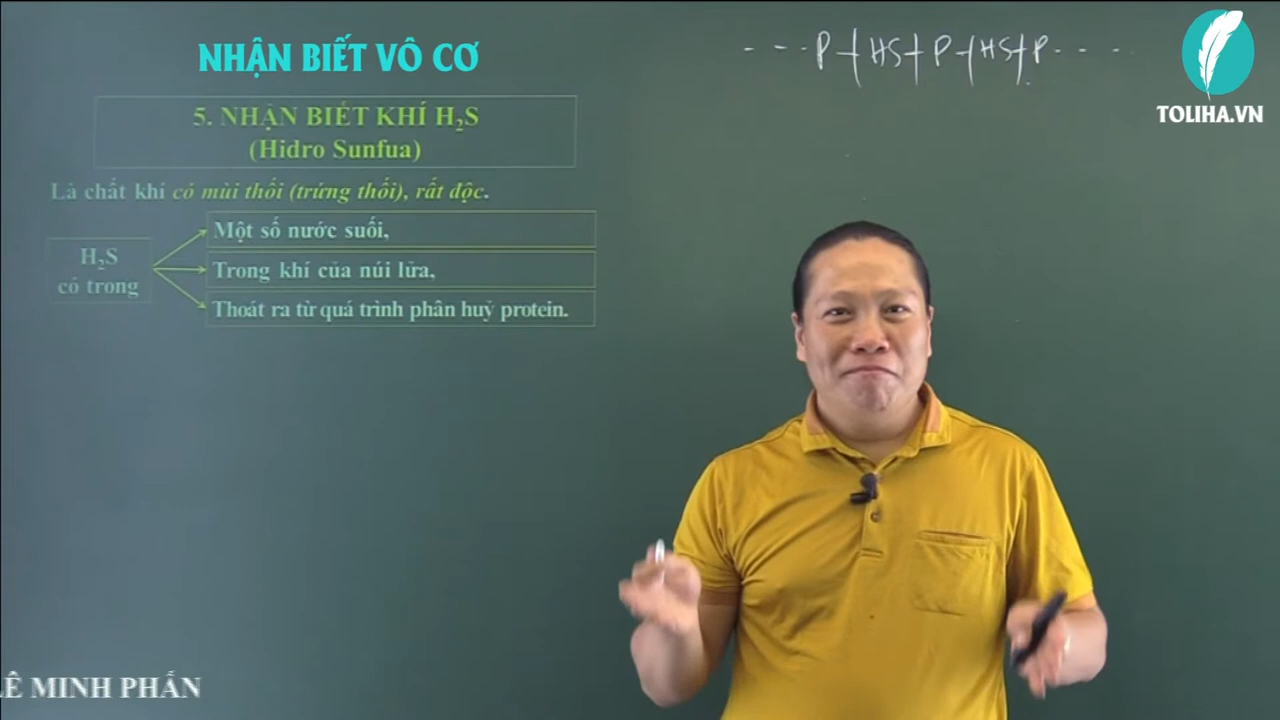 NHẬN BIẾT VÔ CƠ
---P+HS+P+HS+P---
TOLIHA.VN
5. NHẬN BIẾT KHÍ H₂S
(Hidro Sunfua)
Là chất khí có mùi thối (trứng thối), rất độc.
H₂S
có trong
Một số nước suối,
Trong khí của núi lửa,
Thoát ra từ quá trình phân huỷ protein.
LÊ MINH PHẤN